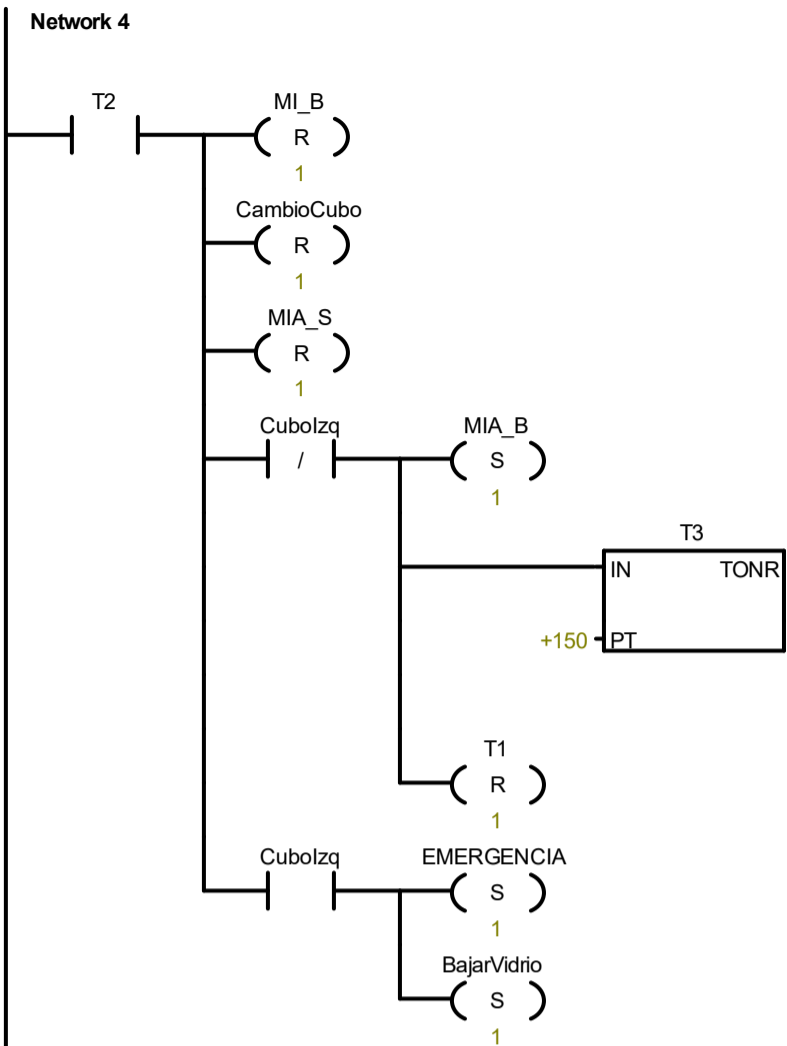 Network 4
T2
MI_B
R
1
CambioCubo
R
1
MIA_S
R
1
CuboIzq
/
MIA_B
S
1
T3
IN TONR
+150 PT
T1
R
1
CuboIzq
EMERGENCIA
S
1
BajarVidrio
S
1